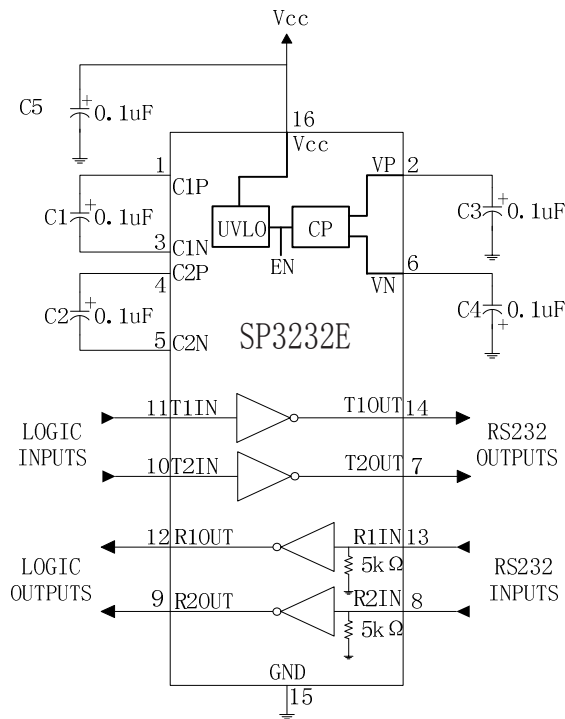 Vcc
C5 + 0.1uF
16
Vcc
1 C1P
VP 2
C1 + 0.1uF
UVLO
CP
C3 + 0.1uF
3 C1N
EN
C2P
4
6
VN
C2 + 0.1uF
C4 0.1uF
+
5 C2N
SP3232E
11 T1IN
T1OUT 14
LOGIC
INPUTS
RS232
OUTPUTS
10 T2IN
T2OUT 7
12 R1OUT
R1IN 13
5kΩ
LOGIC
OUTPUTS
RS232
INPUTS
9 R2OUT
R2IN 8
5kΩ
GND
15